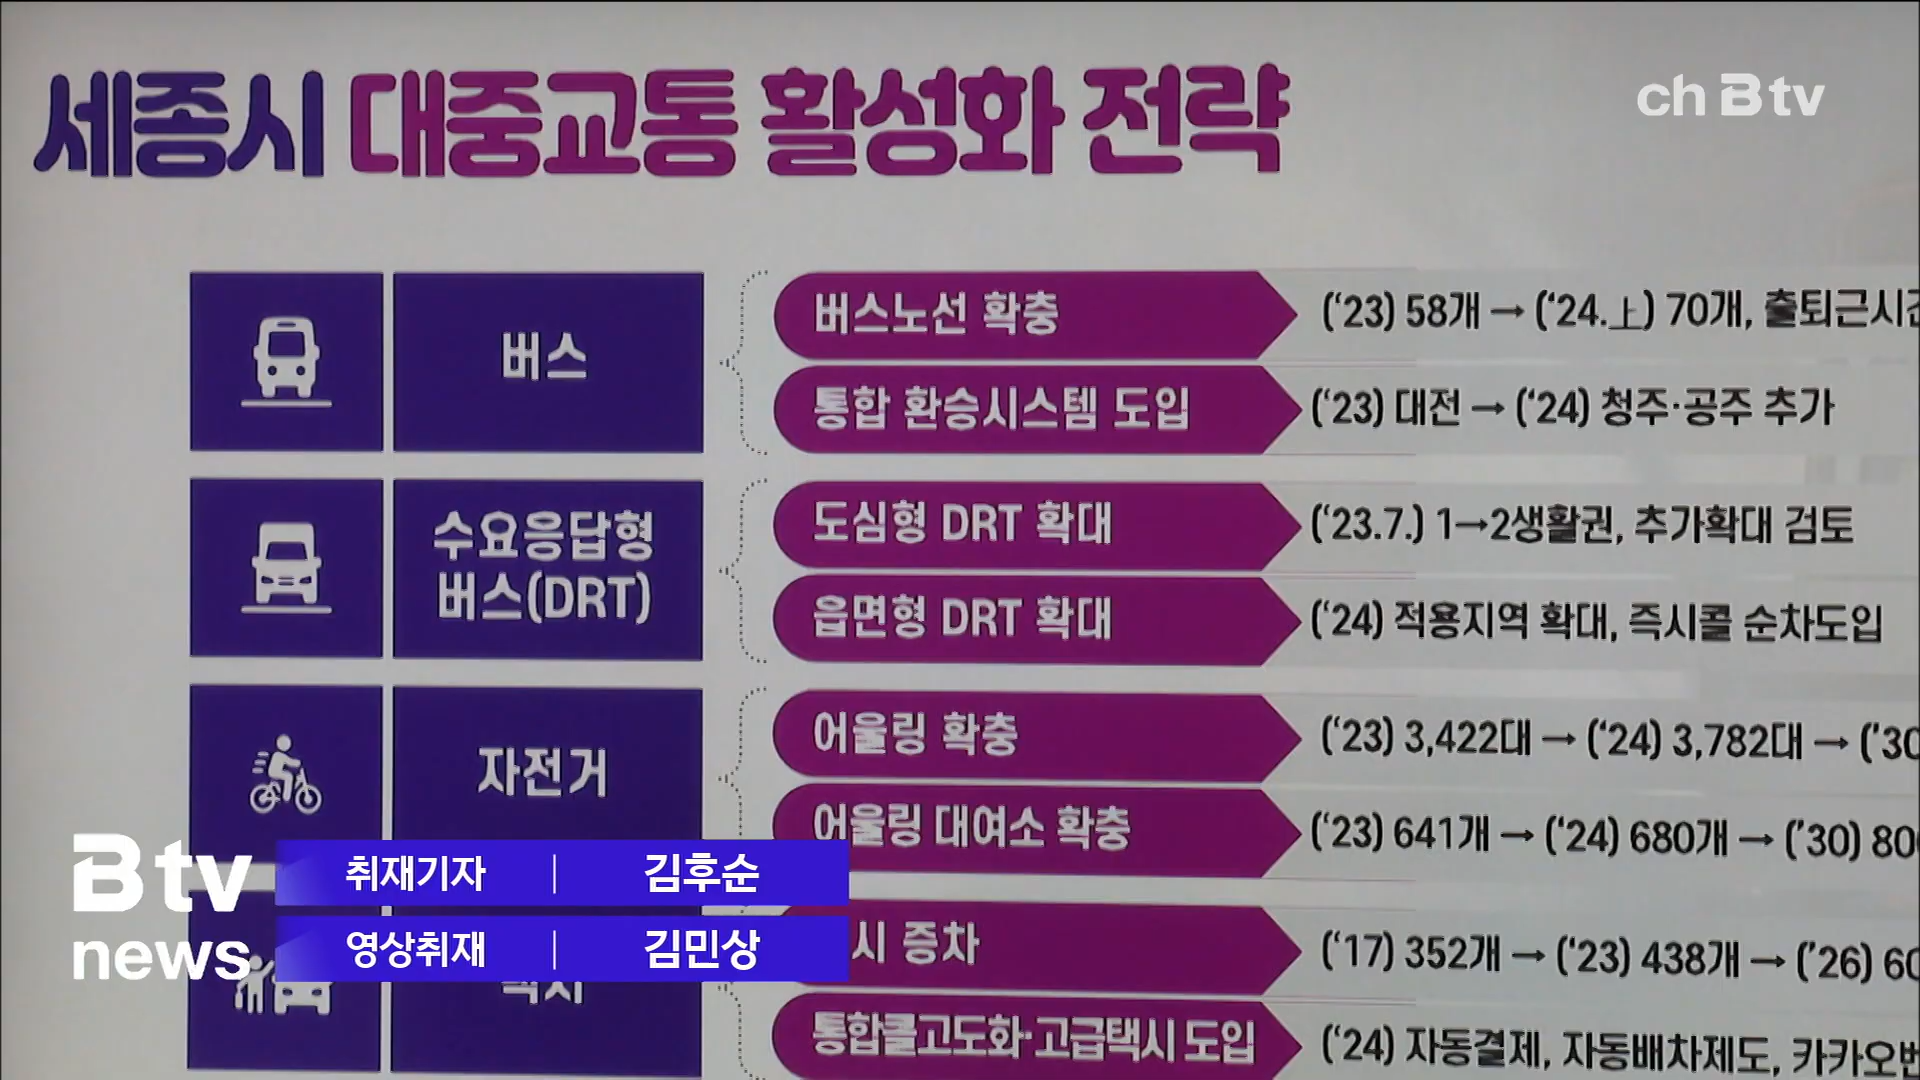 세종시 대중교통 활성화 전략
ch B tv
버스
버스노선 확충
('23) 58개 → ('24.上) 70개, 출퇴근시간
통합 환승시스템 도입
('23) 대전 → ('24) 청주·공주 추가
수요응답형
버스(DRT)
도심형 DRT 확대
('23.7.) 1→2생활권, 추가확대 검토
읍면형 DRT 확대
('24) 적용지역 확대, 즉시콜 순차도입
자전거
어울링 확충
('23) 3,422대 → ('24) 3,782대 → ('30
어울링 대여소 확충
('23) 641개 → ('24) 680개 → ('30) 80
택시
시 증차
('17) 352개 → ('23) 438개 → ('26) 60
통합콜고도화·고급택시 도입
('24) 자동결제, 자동배차제도, 카카오
B tv
news
취재기자 | 김후순
영상취재 | 김민상